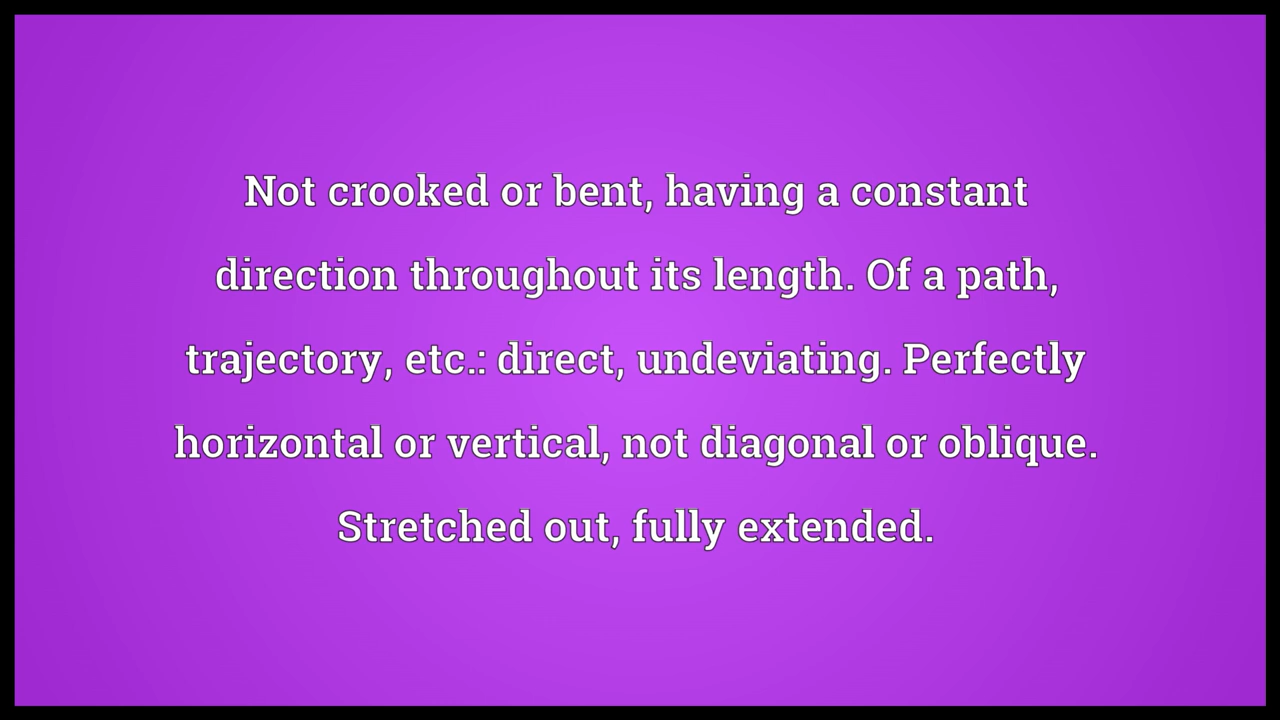 Not crooked or bent, having a constant
direction throughout its length. Of a path,
trajectory, etc.: direct, undeviating. Perfectly
horizontal or vertical, not diagonal or oblique.
Stretched out, fully extended.